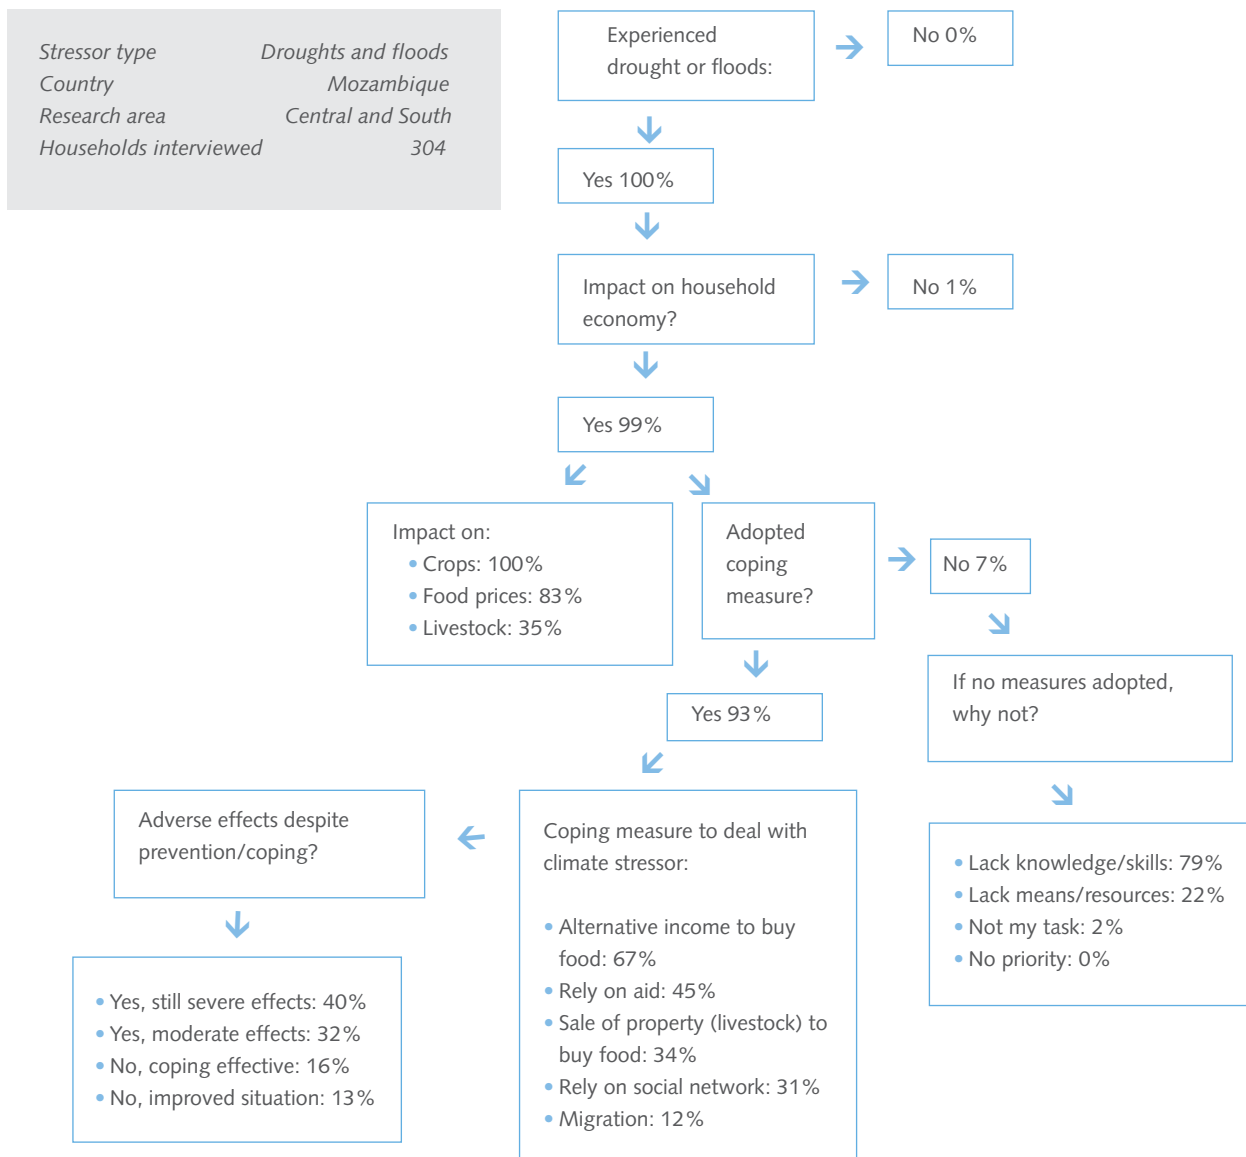 Stressor type Droughts and floods
Country Mozambique
Research area Central and South
Households interviewed 304
Experienced
drought or floods:
No 0%
Yes 100%
Impact on household
economy?
No 1%
Yes 99%
Impact on:
• Crops: 100%
• Food prices: 83%
• Livestock: 35%
Adopted
coping
measure?
No 7%
If no measures adopted,
why not?
Yes 93%
Adverse effects despite
prevention/coping?
Coping measure to deal with
climate stressor:
• Alternative income to buy
food: 67%
• Rely on aid: 45%
• Sale of property (livestock) to
buy food: 34%
• Rely on social network: 31%
• Migration: 12%
• Lack knowledge/skills: 79%
• Lack means/resources: 22%
• Not my task: 2%
• No priority: 0%
• Yes, still severe effects: 40%
• Yes, moderate effects: 32%
• No, coping effective: 16%
• No, improved situation: 13%